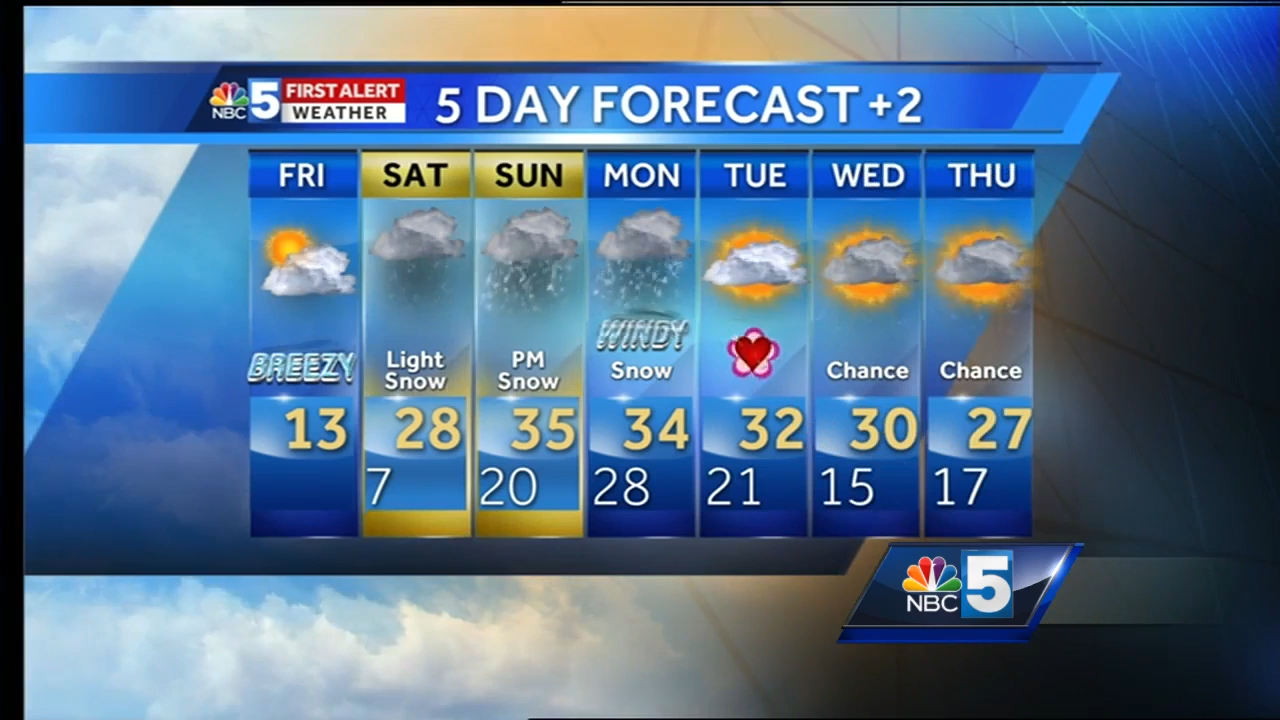 NBC 5 FIRST ALERT
WEATHER
5 DAY FORECAST +2
FRI SAT SUN MON TUE WED THU
WINDY
BREEZY Light Snow PM Snow Snow Chance Chance
13 28 35 34 32 30 27
7 20 28 21 15 17
NBC 5